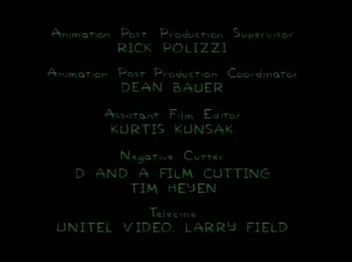 Animation Post Production Supervisor
RICK POLIZZI
Animation Post Production Coordinator
DEAN BAUER
Assistant Film Editor
KURTIS KUNSAK
Negative Cutter
D AND A FILM CUTTING
TIM HEYEN
Telecine
UNITEL VIDEO, LARRY FIELD